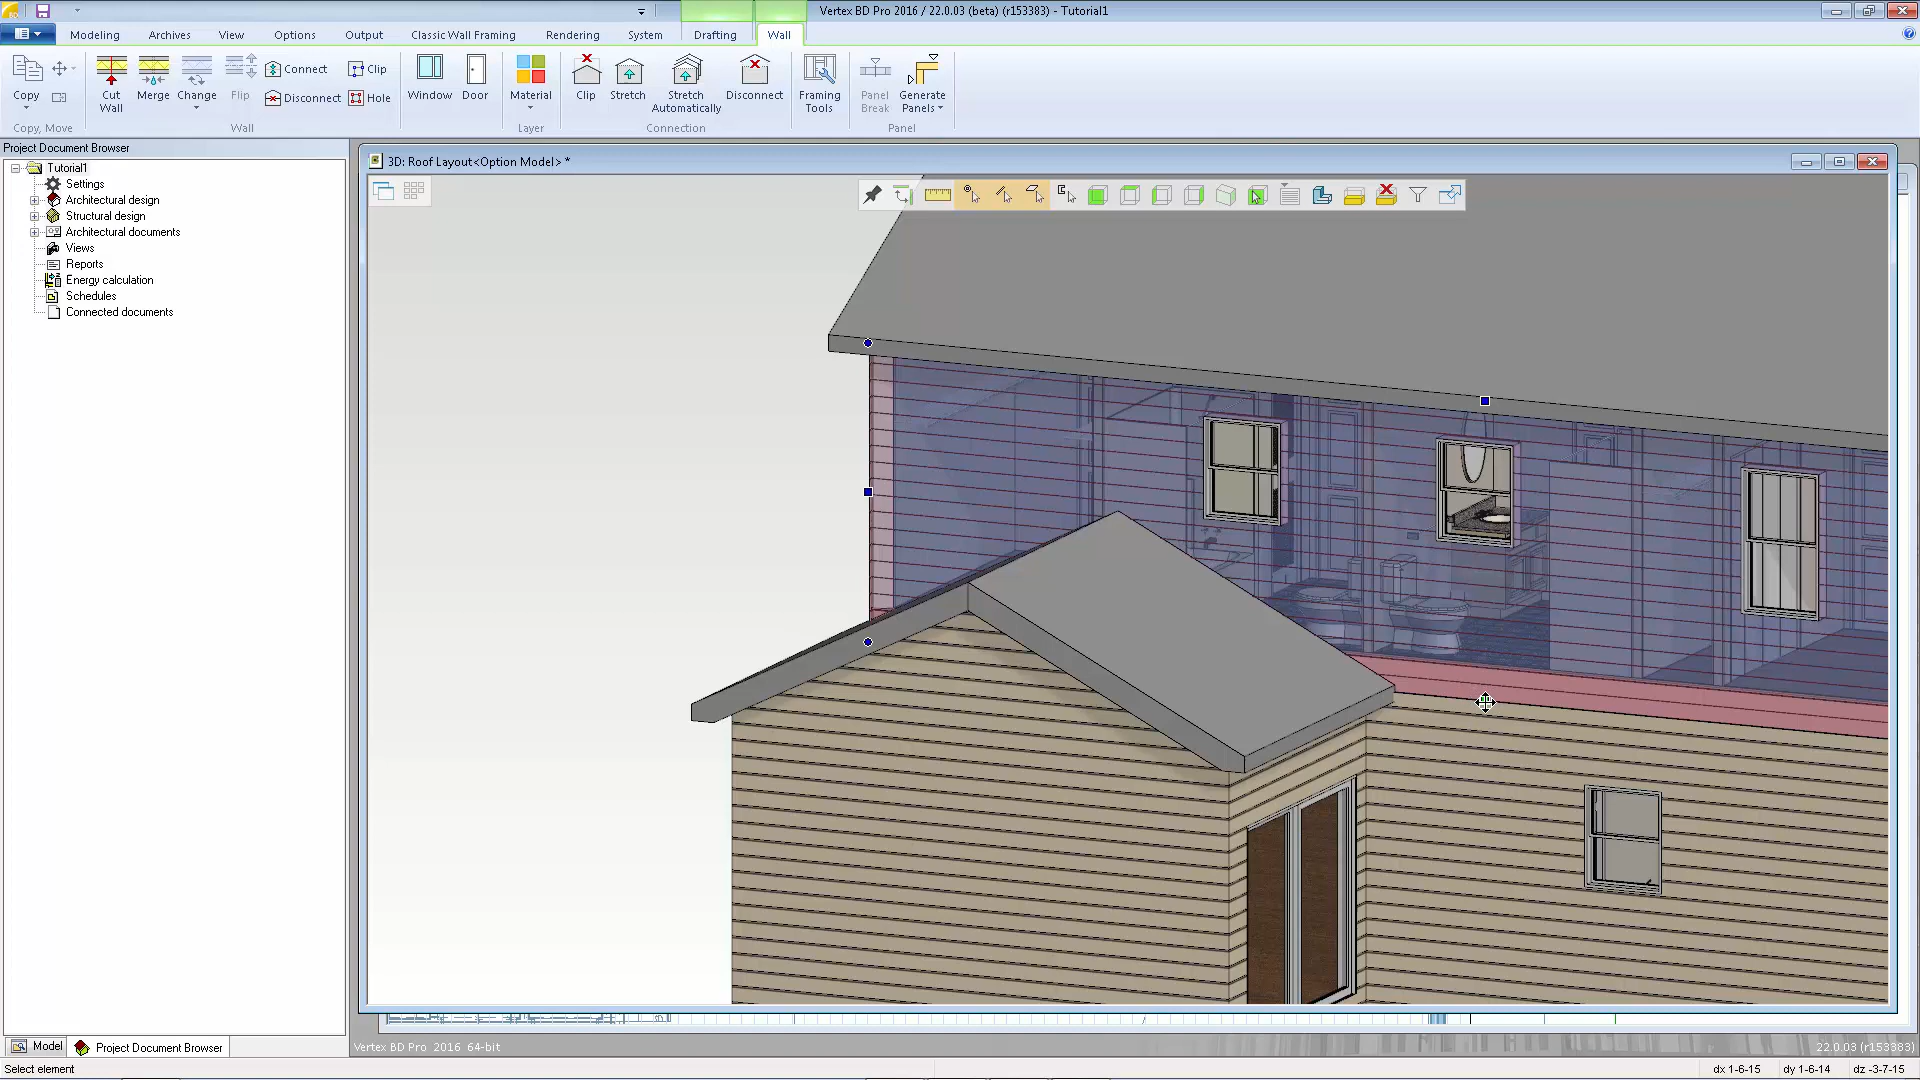 Vertex BD Pro 2016 / 22.0.03 (beta) (r153383) - Tutorial1
Modeling Archives View Options Output Classic Wall Framing Rendering System Drafting Wall
Copy
Cut Wall
Merge
Change
Flip
Connect
Disconnect
Clip
Hole
Window
Door
Material
Clip
Stretch
Stretch Automatically
Disconnect
Framing Tools
Panel Break
Generate Panels
Copy, Move
Wall
Layer
Connection
Panel
Project Document Browser
Tutorial1
Settings
Architectural design
Structural design
Architectural documents
Views
Reports
Energy calculation
Schedules
Connected documents
3D: Roof Layout<Option Model> *
Model
Project Document Browser
Vertex BD Pro 2016 64-bit
22.0.03 (r153383)
Select element
dx 1-6-15 dy 1-6-14 dz -3-7-15